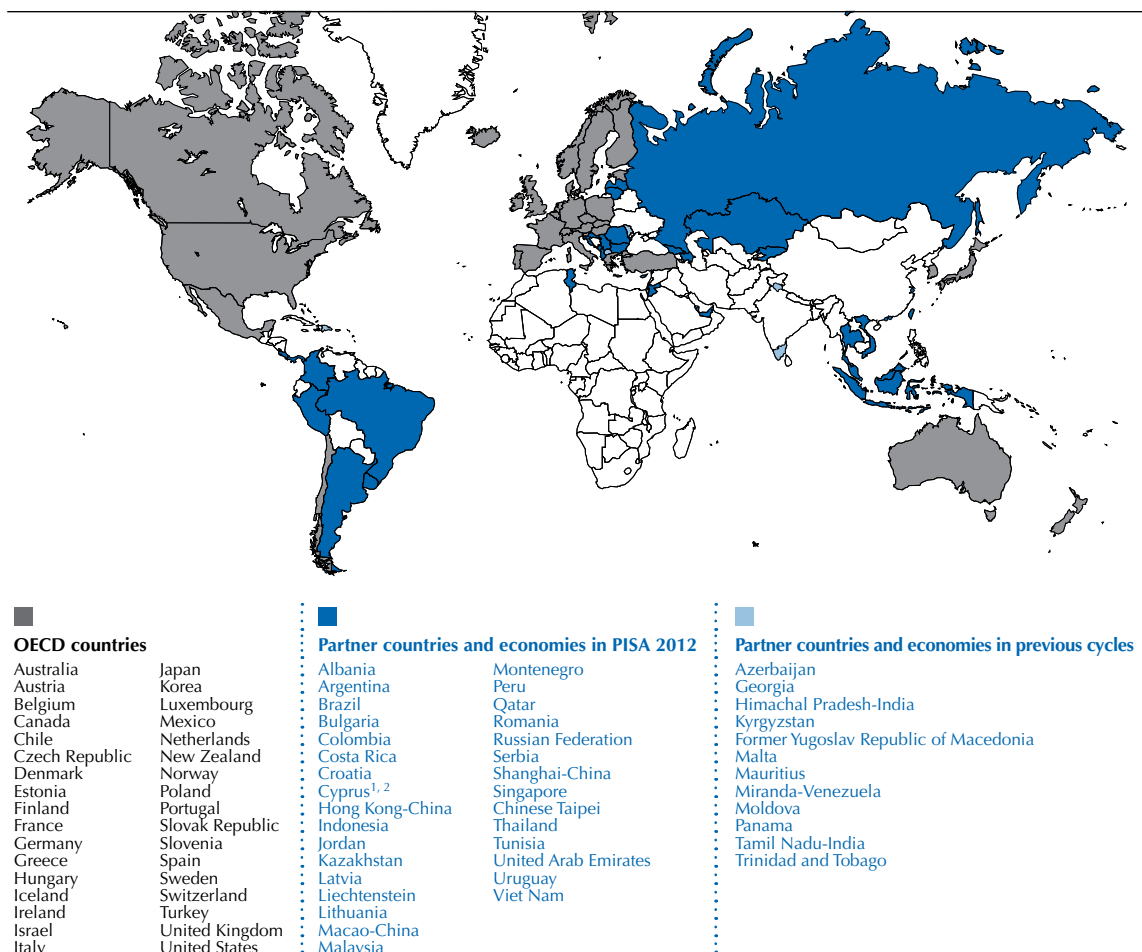 OECD countries
Australia
Austria
Belgium
Canada
Chile
Czech Republic
Denmark
Estonia
Finland
France
Germany
Greece
Hungary
Iceland
Ireland
Israel
Italy
Japan
Korea
Luxembourg
Mexico
Netherlands
New Zealand
Norway
Poland
Portugal
Slovak Republic
Slovenia
Spain
Sweden
Switzerland
Turkey
United Kingdom
United States
Partner countries and economies in PISA 2012
Albania
Argentina
Brazil
Bulgaria
Colombia
Costa Rica
Croatia
Cyprus1, 2
Hong Kong-China
Indonesia
Jordan
Kazakhstan
Latvia
Liechtenstein
Lithuania
Macao-China
Malaysia
Montenegro
Peru
Qatar
Romania
Russian Federation
Serbia
Shanghai-China
Singapore
Chinese Taipei
Thailand
Tunisia
United Arab Emirates
Uruguay
Viet Nam
Partner countries and economies in previous cycles
Azerbaijan
Georgia
Himachal Pradesh-India
Kyrgyzstan
Former Yugoslav Republic of Macedonia
Malta
Mauritius
Miranda-Venezuela
Moldova
Panama
Tamil Nadu-India
Trinidad and Tobago